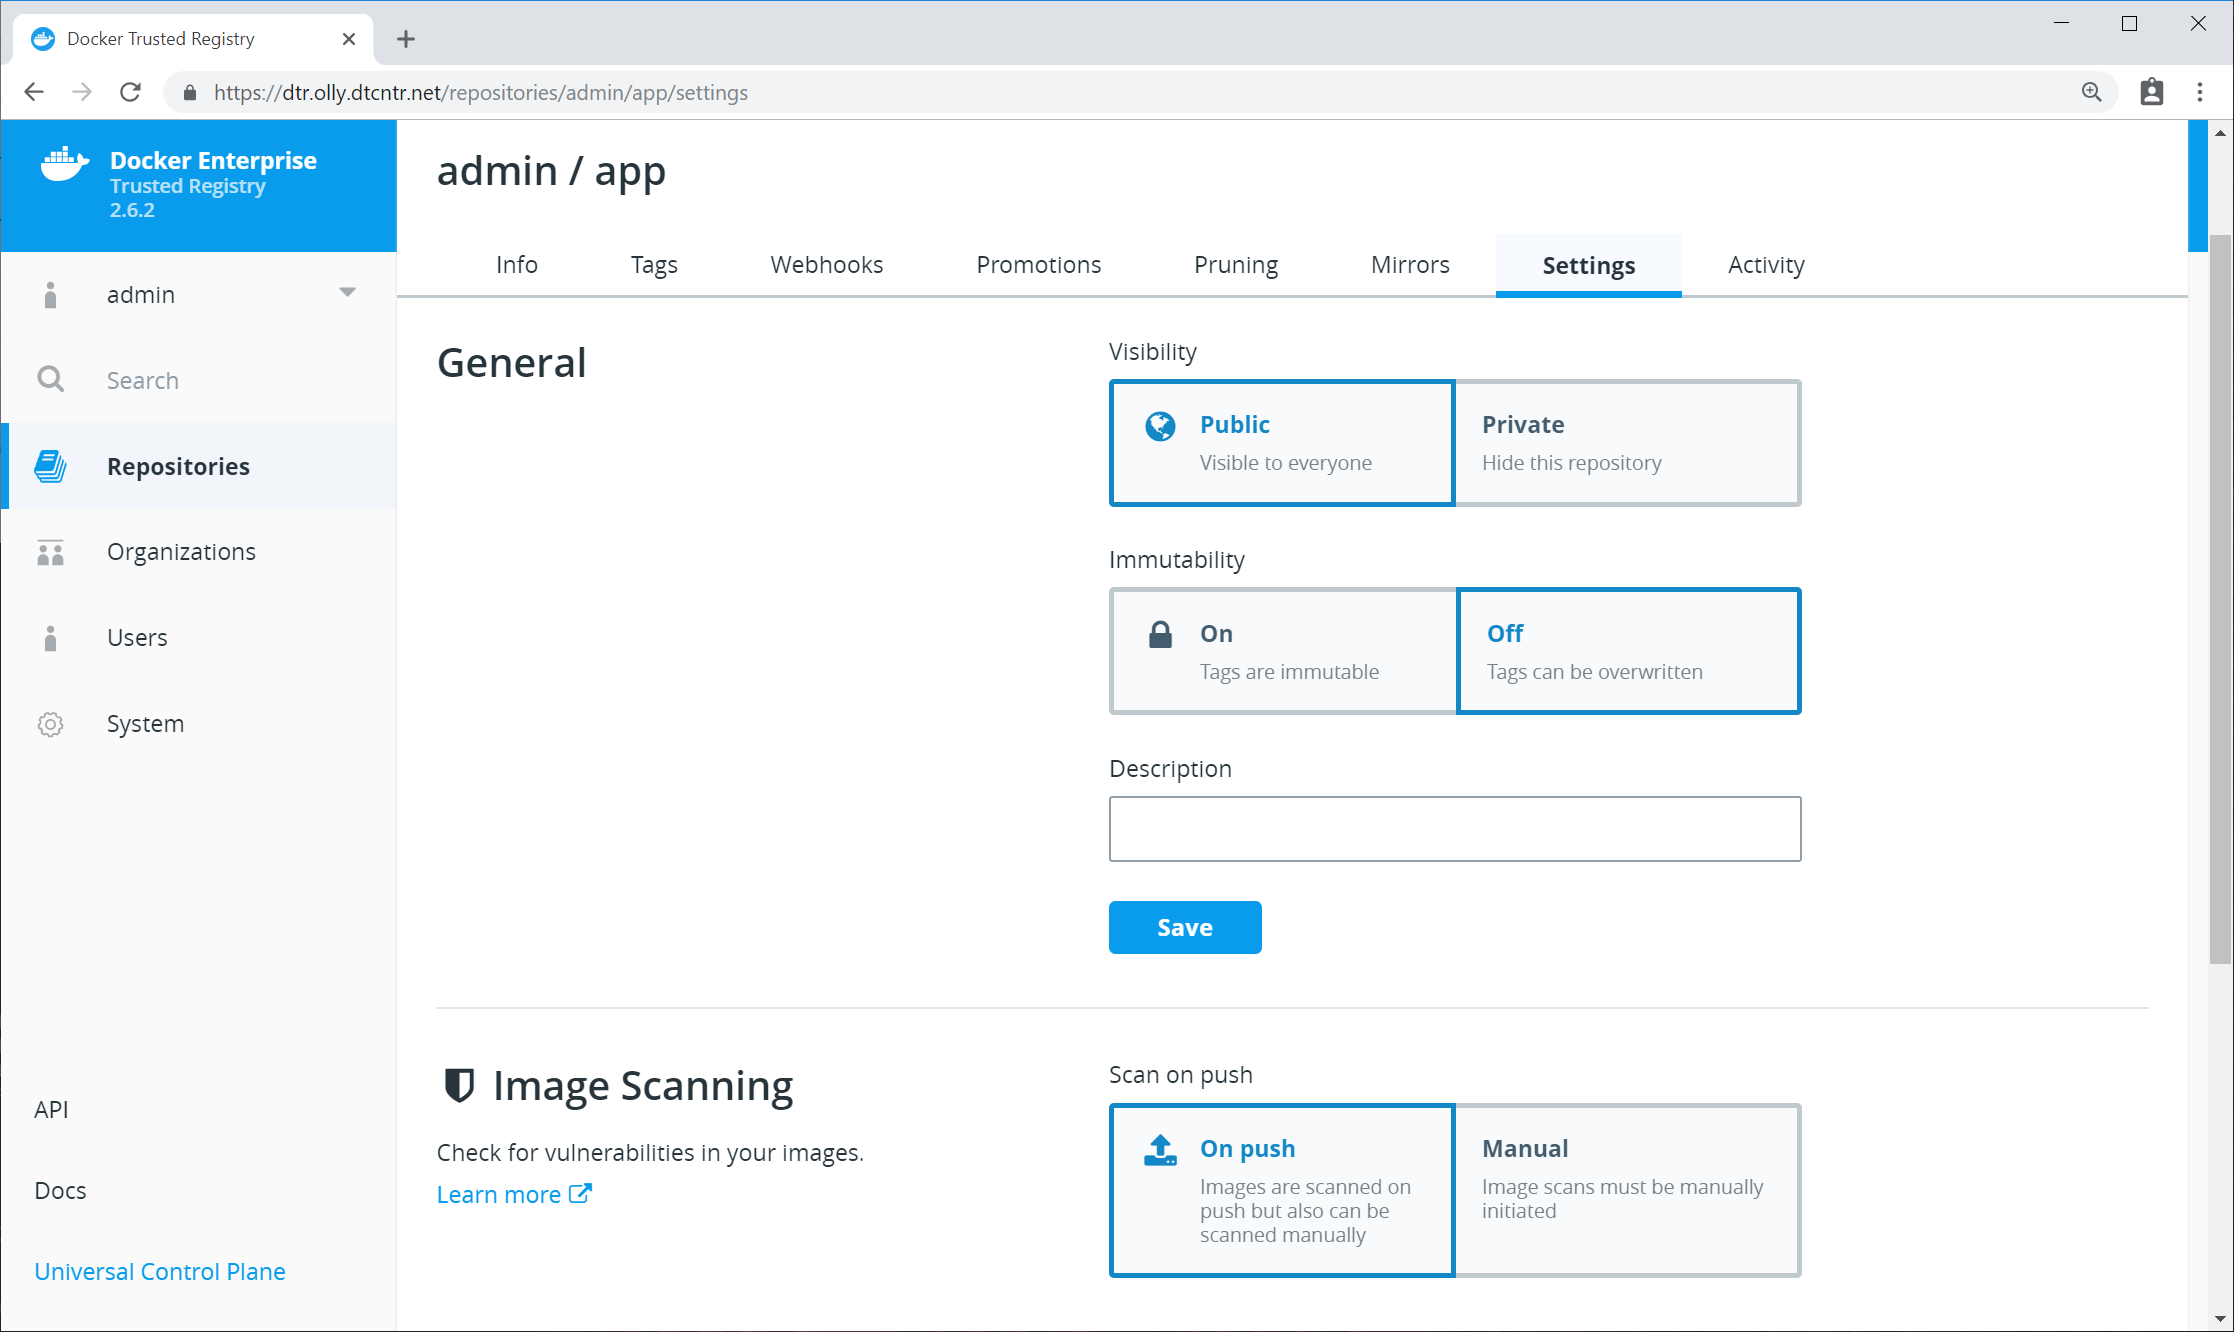 Docker Trusted Registry
https://dtr.olly.dtcntr.net/repositories/admin/app/settings
Docker Enterprise
Trusted Registry
2.6.2
admin
Search
Repositories
Organizations
Users
System
API
Docs
Universal Control Plane
admin / app
Info Tags Webhooks Promotions Pruning Mirrors Settings Activity
General
Visibility
Public
Visible to everyone
Private
Hide this repository
Immutability
On
Tags are immutable
Off
Tags can be overwritten
Description
Save
Image Scanning
Check for vulnerabilities in your images.
Learn more
Scan on push
On push
Images are scanned on
push but also can be
scanned manually
Manual
Image scans must be manually
initiated